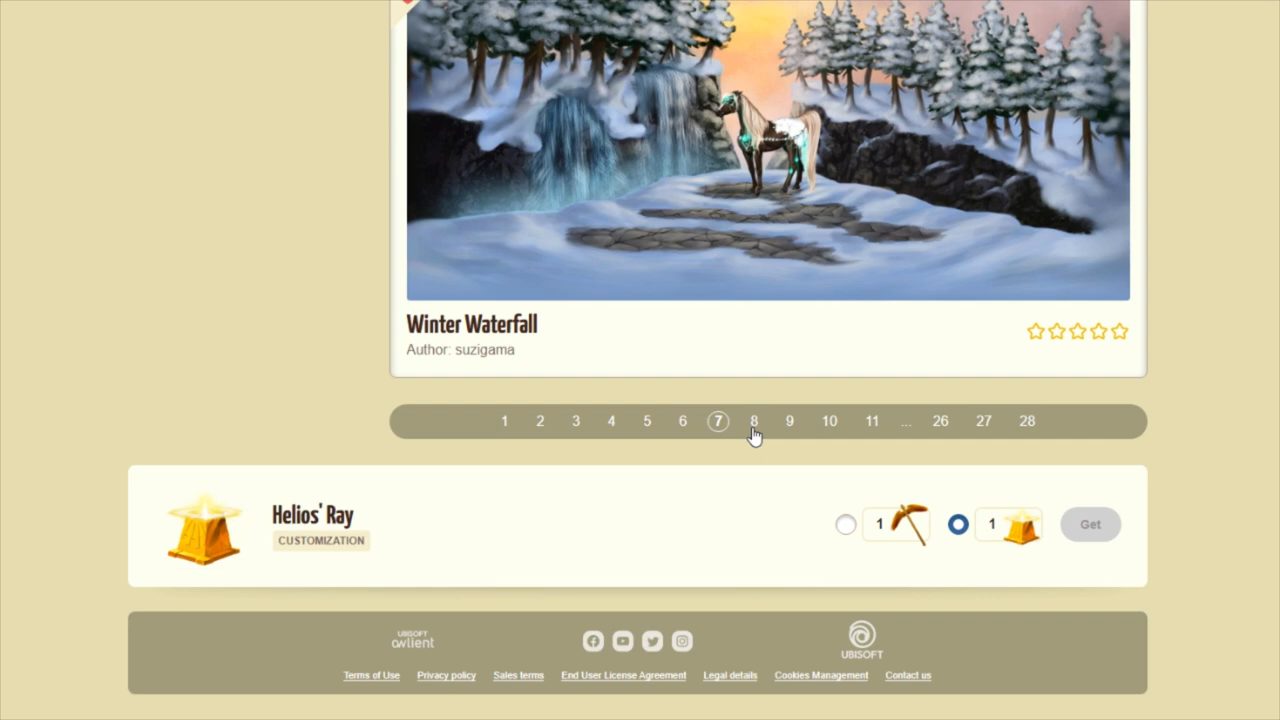 Winter Waterfall
Author: suzigama
1 2 3 4 5 6 7 8 9 10 11 ... 26 27 28
Helios' Ray
CUSTOMIZATION
1 1 Get
UBISOFT
owlient
UBISOFT
Terms of Use Privacy policy Sales terms End User License Agreement Legal details Cookies Management Contact us